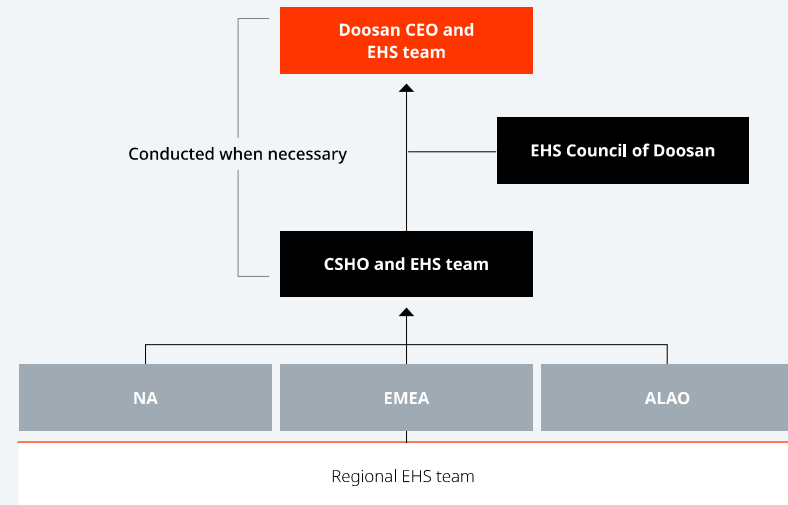 Doosan CEO and
EHS team
EHS Council of Doosan
Conducted when necessary
CSHO and EHS team
NA
EMEA
ALAO
Regional EHS team